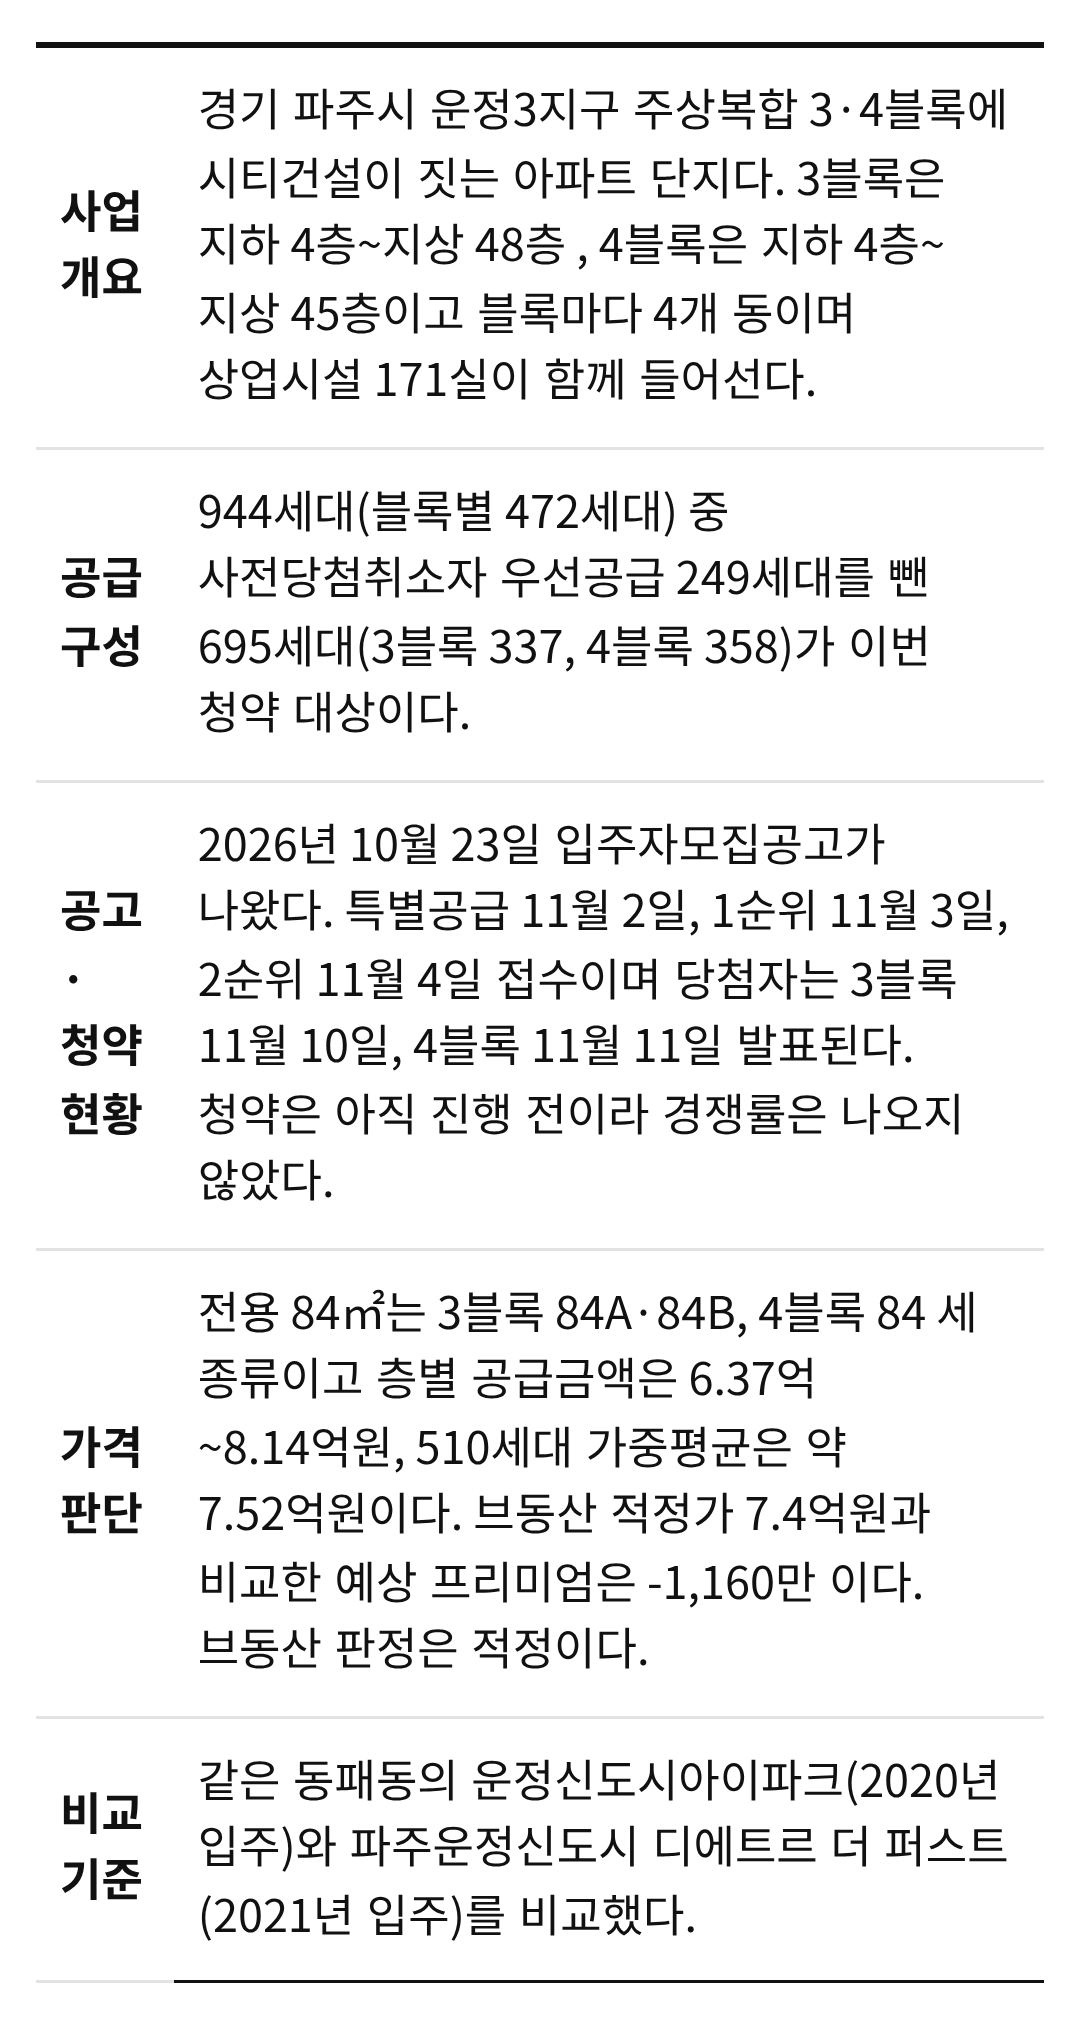 사업
개요
경기 파주시 운정3지구 주상복합 3·4블록에
시티건설이 짓는 아파트 단지다. 3블록은
지하 4층~지상 48층 , 4블록은 지하 4층~
지상 45층이고 블록마다 4개 동이며
상업시설 171실이 함께 들어선다.
공급
구성
944세대(블록별 472세대) 중
사전당첨취소자 우선공급 249세대를 뺀
695세대(3블록 337, 4블록 358)가 이번
청약 대상이다.
공고
·
청약
현황
2026년 10월 23일 입주자모집공고가
나왔다. 특별공급 11월 2일, 1순위 11월 3일,
2순위 11월 4일 접수이며 당첨자는 3블록
11월 10일, 4블록 11월 11일 발표된다.
청약은 아직 진행 전이라 경쟁률은 나오지
않았다.
가격
판단
전용 84㎡는 3블록 84A·84B, 4블록 84 세
종류이고 층별 공급금액은 6.37억
~8.14억원, 510세대 가중평균은 약
7.52억원이다. 브동산 적정가 7.4억원과
비교한 예상 프리미엄은 -1,160만 이다.
브동산 판정은 적정이다.
비교
기준
같은 동패동의 운정신도시아이파크(2020년
입주)와 파주운정신도시 디에트르 더 퍼스트
(2021년 입주)를 비교했다.